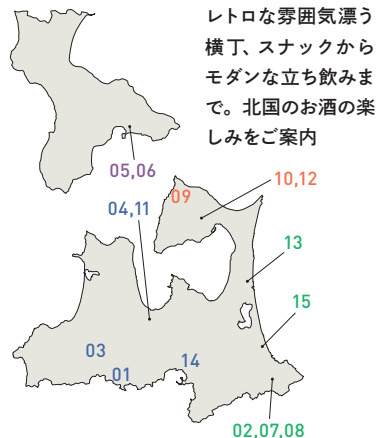 レトロな雰囲気漂う
横丁、スナックから
モダンな立ち飲みま
で。北国のお酒の楽
しみをご案内
05,06
10,12
09
04,11
13
15
03
14
01
02,07,08